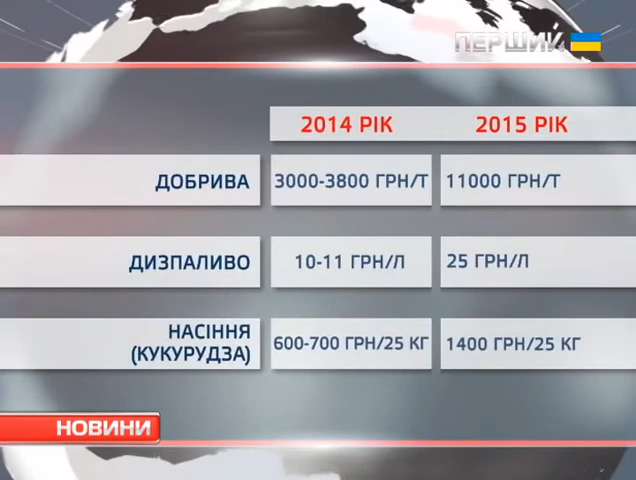 ПЕРШИЙ
2014 РІК 2015 РІК
ДОБРИВА 3000-3800 ГРН/Т 11000 ГРН/Т
ДИЗПАЛИВО 10-11 ГРН/Л 25 ГРН/Л
НАСІННЯ
(КУКУРУДЗА) 600-700 ГРН/25 КГ 1400 ГРН/25 КГ
НОВИНИ